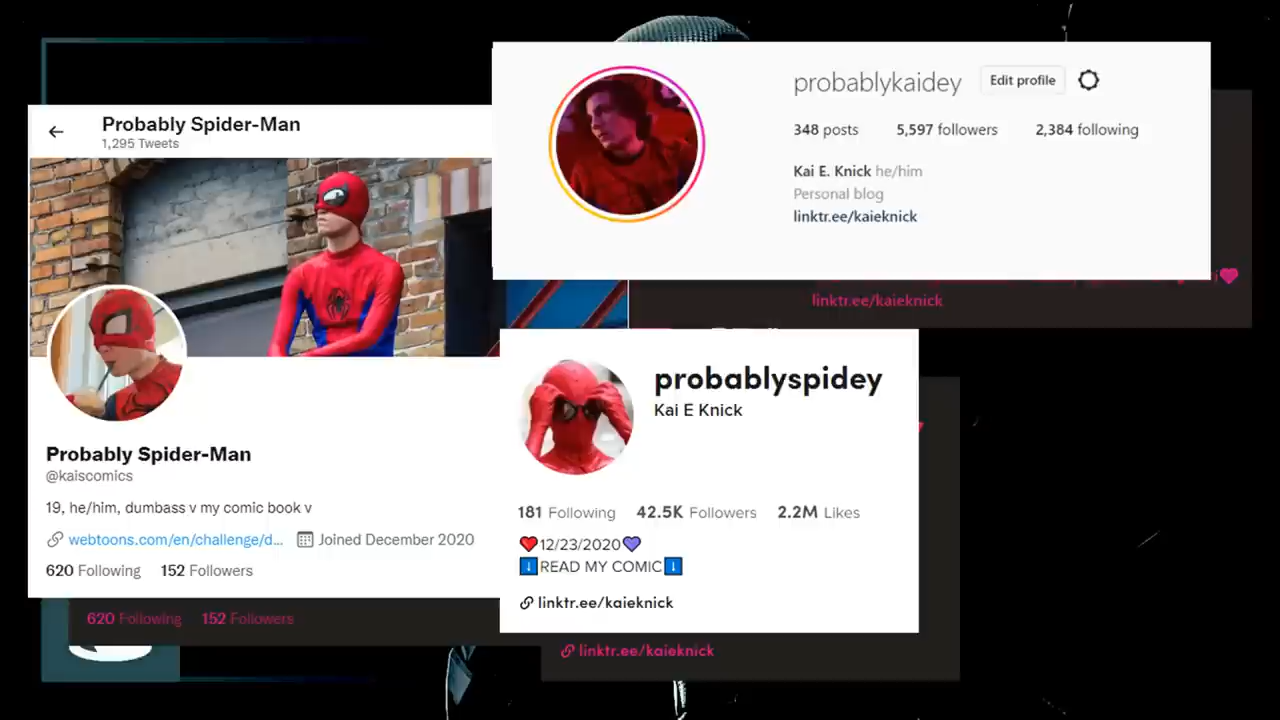 Probably Spider-Man
1,295 Tweets
Probably Spider-Man
@kaiscomics
19, he/him, dumbass v my comic book v
webtoons.com/en/challenge/d...
Joined December 2020
620 Following 152 Followers
620 Following 152 Followers
probablykaidey Edit profile
348 posts 5,597 followers 2,384 following
Kai E. Knick he/him
Personal blog
linktr.ee/kaieknick
linktr.ee/kaieknick
probablyspidey
Kai E Knick
181 Following 42.5K Followers 2.2M Likes
❤️12/23/2020💜
⬇️READ MY COMIC⬇️
linktr.ee/kaieknick
linktr.ee/kaieknick